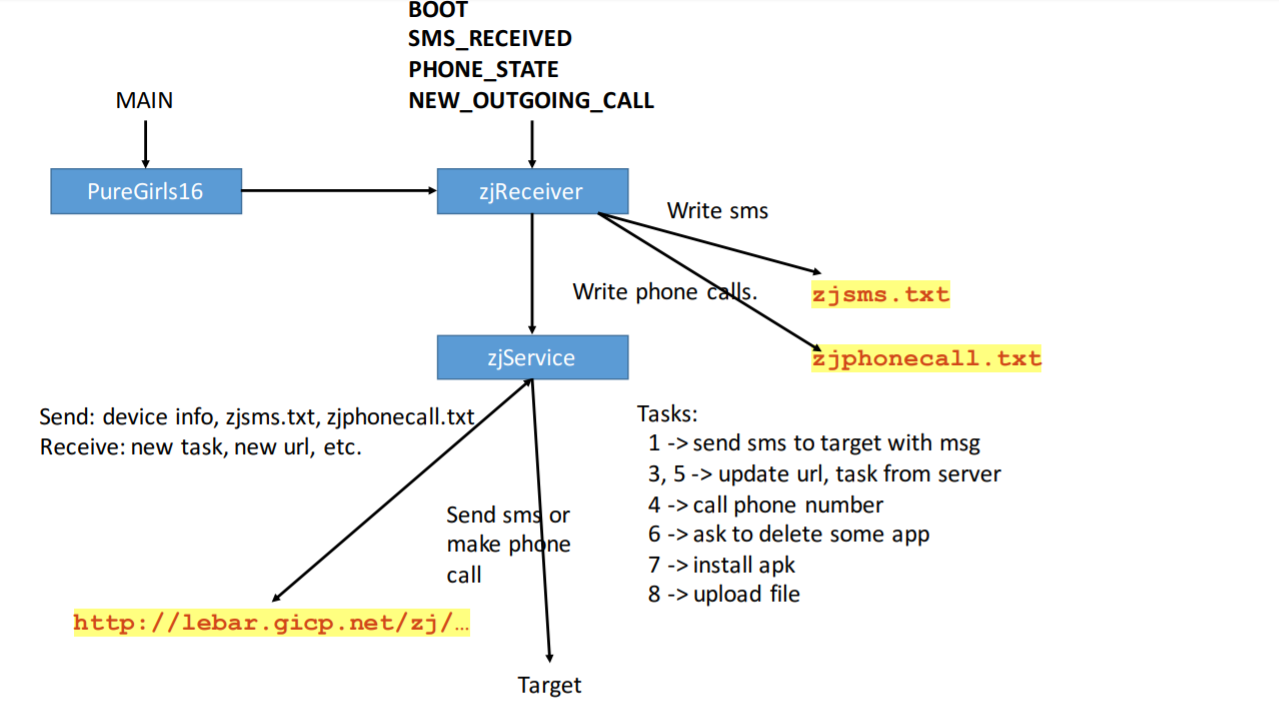 BOOT
SMS_RECEIVED
PHONE_STATE
NEW_OUTGOING_CALL
MAIN
PureGirls16
zjReceiver
Write sms
Write phone calls.
zjsms.txt
zjService
zjphonecall.txt
Send: device info, zjsms.txt, zjphonecall.txt
Receive: new task, new url, etc.
Tasks:
1 -> send sms to target with msg
3, 5 -> update url, task from server
4 -> call phone number
6 -> ask to delete some app
7 -> install apk
8 -> upload file
Send sms or
make phone
call
http://lebar.gicp.net/zj/…
Target